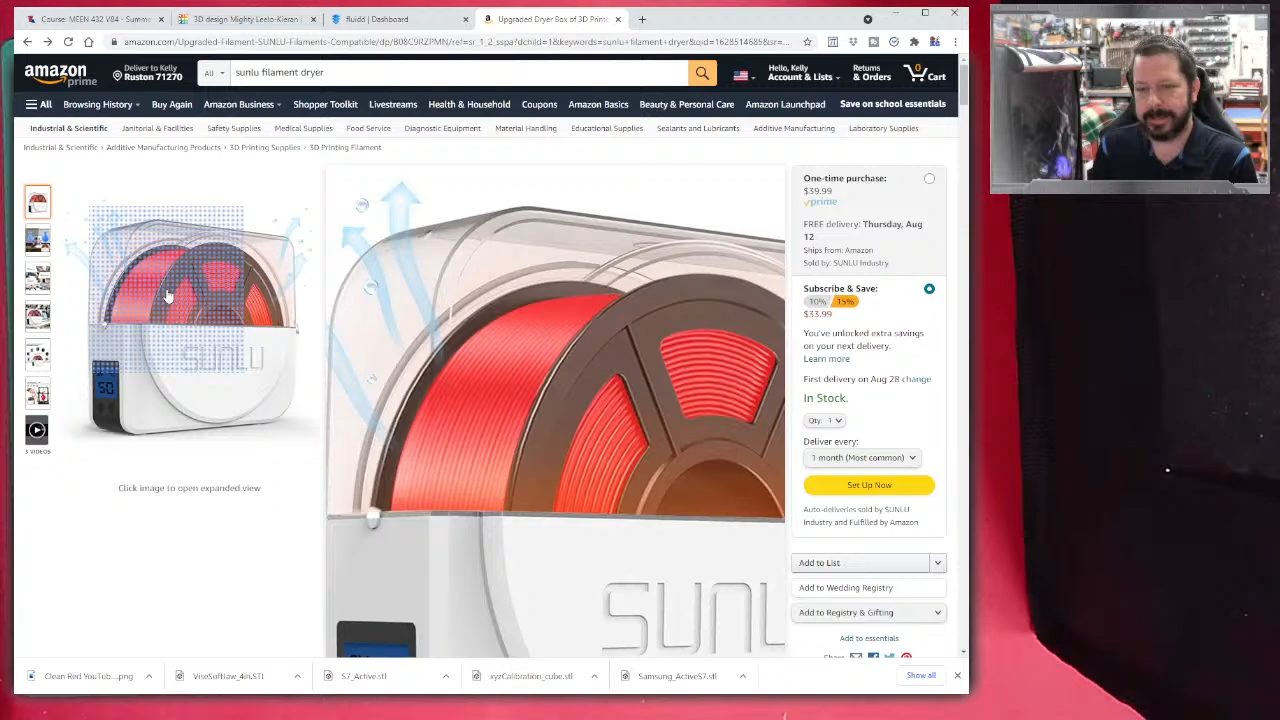 Course: MEEN 432 V84 - Summe
3D design Mighty Leelo-Kieran |
fluidd | Dashboard
Upgraded Dryer Box of 3D Printe
amazon.com/Upgraded-Filament-SUNLU-Filaments-Compatible/dp/B08C9RZPMN/ref=sr_1_2_sspa?dchild=1&keywords=sunlu+filament+dryer&qid=1628514685&sr=...
amazon prime
Deliver to Kelly
Ruston 71270
All
sunlu filament dryer
Hello, Kelly
Account & Lists
Returns
& Orders
0
Cart
All
Browsing History
Buy Again
Amazon Business
Shopper Toolkit
Livestreams
Health & Household
Coupons
Amazon Basics
Beauty & Personal Care
Amazon Launchpad
Save on school essentials
Industrial & Scientific
Janitorial & Facilities
Safety Supplies
Medical Supplies
Food Service
Diagnostic Equipment
Material Handling
Educational Supplies
Sealants and Lubricants
Additive Manufacturing
Laboratory Supplies
Industrial & Scientific › Additive Manufacturing Products › 3D Printing Supplies › 3D Printing Filament
3 VIDEOS
SUNLU
50
Click image to open expanded view
SUNLU
One-time purchase:
$39.99
prime
FREE delivery: Thursday, Aug
12
Ships from: Amazon
Sold by: SUNLU Industry
Subscribe & Save:
10% 15%
$33.99
You've unlocked extra savings
on your next delivery.
Learn more
First delivery on Aug 28 change
In Stock.
Qty: 1
Deliver every:
1 month (Most common)
Set Up Now
Auto-deliveries sold by SUNLU
Industry and Fulfilled by Amazon
Add to List
Add to Wedding Registry
Add to Registry & Gifting
Add to essentials
Share
Clean Red YouTub....png
ViseSoftJaw_4in.STL
S7_Active.stl
xyzCalibration_cube.stl
Samsung_ActiveS7.stl
Show all